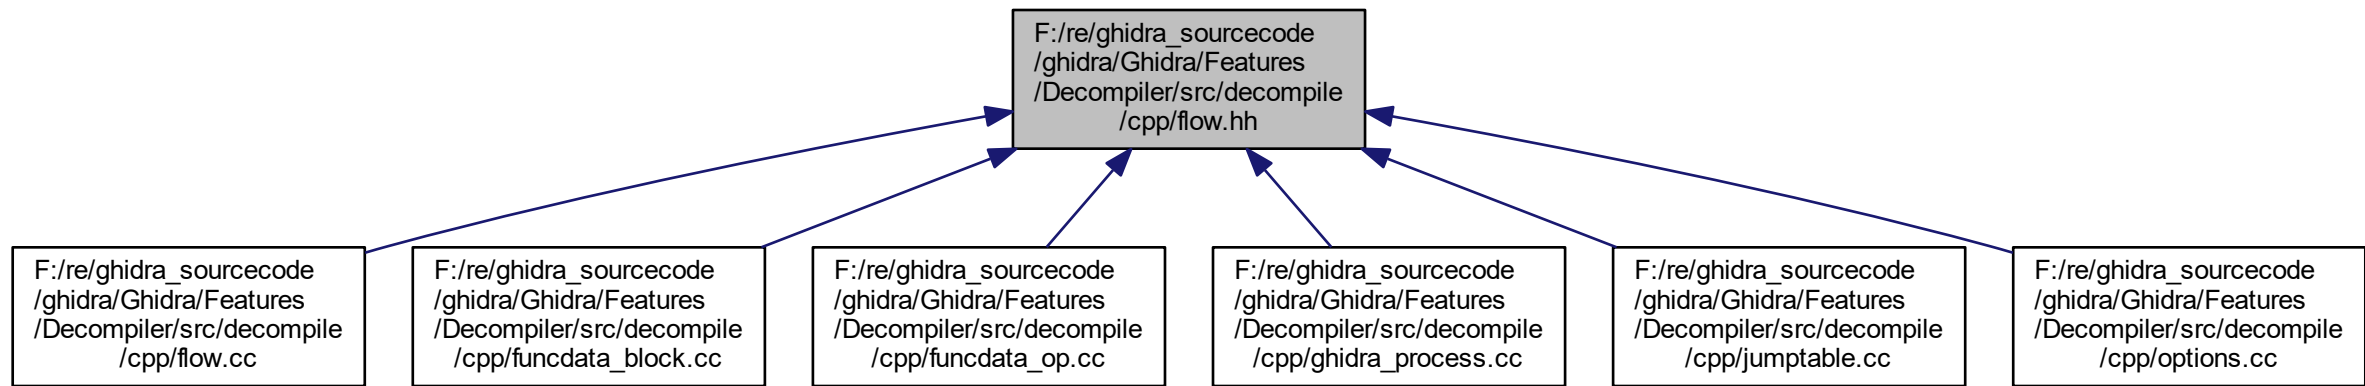 F:/re/ghidra_sourcecode
/ghidra/Ghidra/Features
/Decompiler/src/decompile
/cpp/flow.hh
F:/re/ghidra_sourcecode
/ghidra/Ghidra/Features
/Decompiler/src/decompile
/cpp/flow.cc
F:/re/ghidra_sourcecode
/ghidra/Ghidra/Features
/Decompiler/src/decompile
/cpp/funcdata_block.cc
F:/re/ghidra_sourcecode
/ghidra/Ghidra/Features
/Decompiler/src/decompile
/cpp/funcdata_op.cc
F:/re/ghidra_sourcecode
/ghidra/Ghidra/Features
/Decompiler/src/decompile
/cpp/ghidra_process.cc
F:/re/ghidra_sourcecode
/ghidra/Ghidra/Features
/Decompiler/src/decompile
/cpp/jumptable.cc
F:/re/ghidra_sourcecode
/ghidra/Ghidra/Features
/Decompiler/src/decompile
/cpp/options.cc